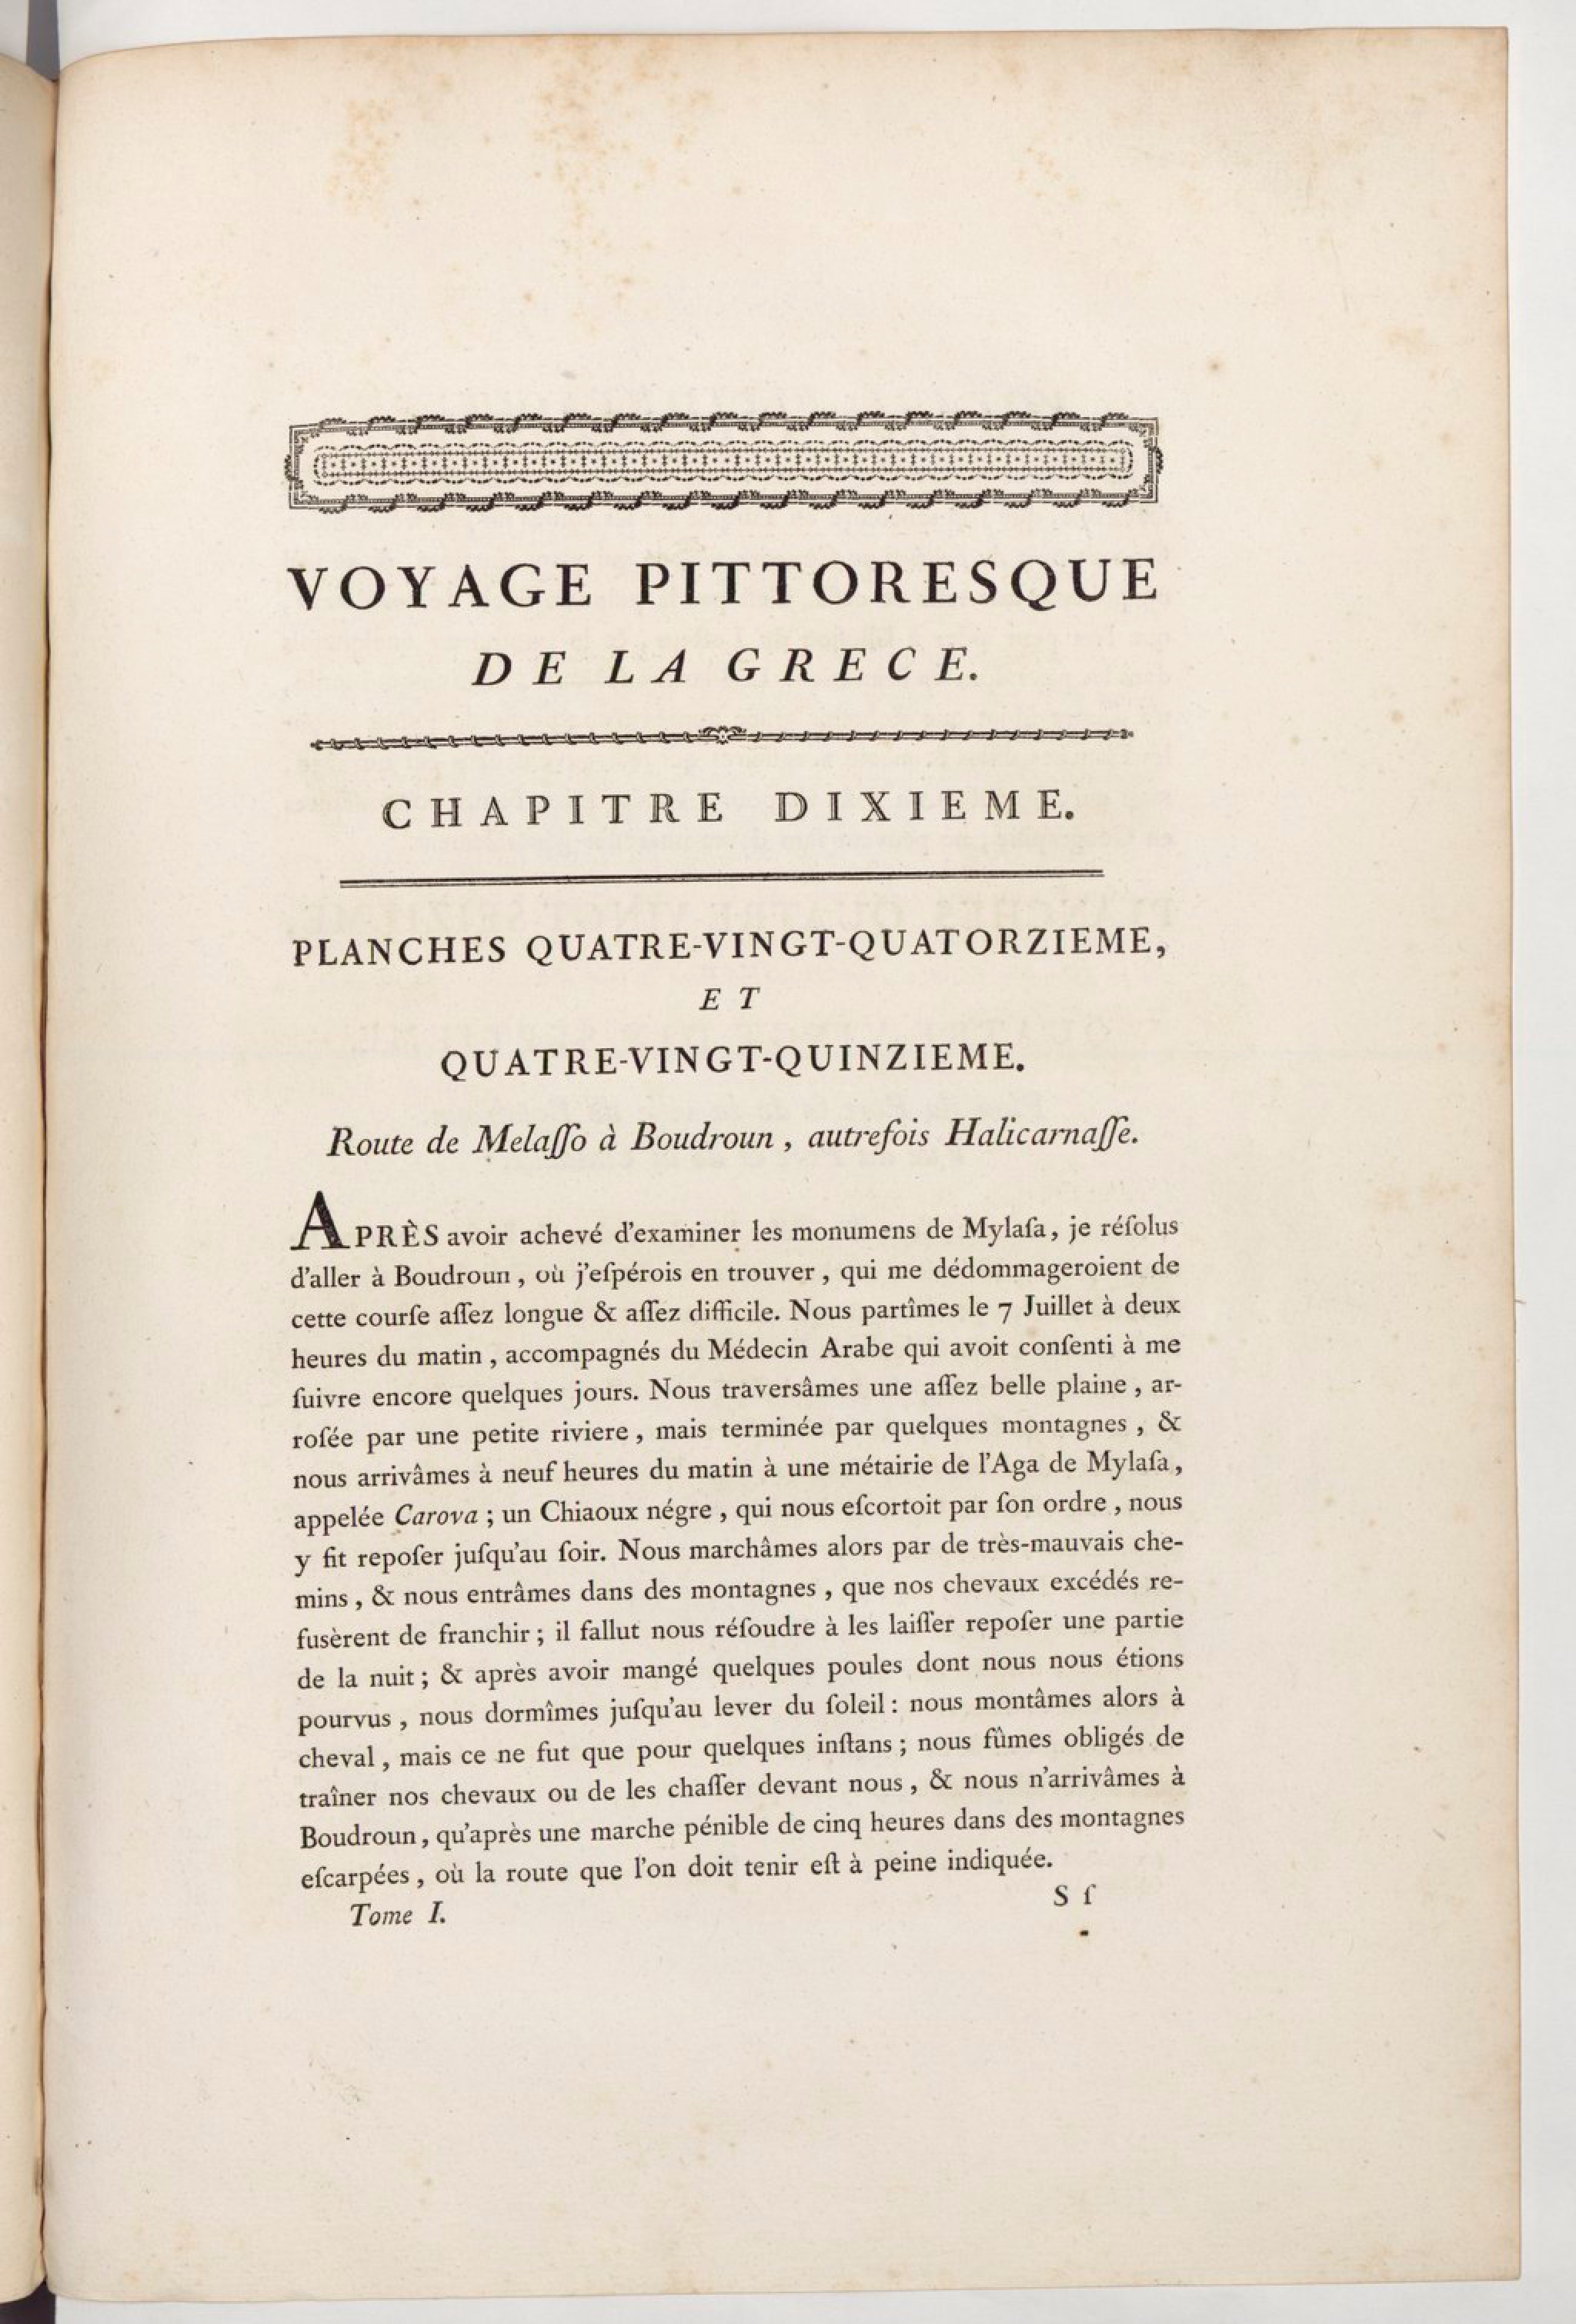 VOYAGE PITTORESQUE
DE LA GRECE.
CHAPITRE DIXIEME.
PLANCHES QUATRE-VINGT-QUATORZIEME,
ET
QUATRE-VINGT-QUINZIEME.
Route de Melaſſo à Boudroun, autrefois Halicarnaſſe.
APRÈS avoir achevé d'examiner les monumens de Mylaſa, je réſolus
d'aller à Boudroun, où j'eſpérois en trouver, qui me dédommageroient de
cette courſe aſſez longue & aſſez difficile. Nous partîmes le 7 Juillet à deux
heures du matin, accompagnés du Médecin Arabe qui avoit conſenti à me
ſuivre encore quelques jours. Nous traversâmes une aſſez belle plaine, ar-
roſée par une petite riviere, mais terminée par quelques montagnes, &
nous arrivâmes à neuf heures du matin à une métairie de l'Aga de Mylaſa,
appelée Carova; un Chiaoux négre, qui nous eſcortoit par ſon ordre, nous
y fit repoſer juſqu'au ſoir. Nous marchâmes alors par de très-mauvais che-
mins, & nous entrâmes dans des montagnes, que nos chevaux excédés re-
fusèrent de franchir; il fallut nous réſoudre à les laiſſer repoſer une partie
de la nuit; & après avoir mangé quelques poules dont nous nous étions
pourvus, nous dormîmes juſqu'au lever du ſoleil: nous montâmes alors à
cheval, mais ce ne fut que pour quelques inſtans; nous fûmes obligés de
traîner nos chevaux ou de les chaſſer devant nous, & nous n'arrivâmes à
Boudroun, qu'après une marche pénible de cinq heures dans des montagnes
eſcarpées, où la route que l'on doit tenir eſt à peine indiquée.
Tome I. S ſ